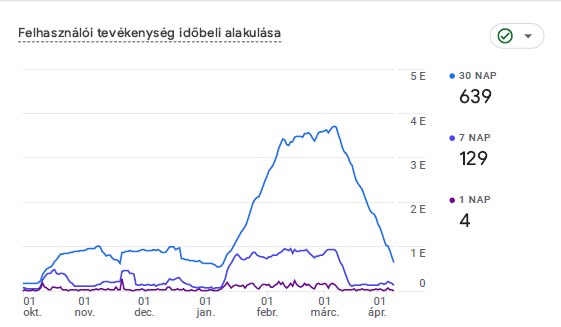 Felhasználói tevékenység időbeli alakulása
5 E
4 E
3 E
2 E
1 E
0
01 okt.
01 nov.
01 dec.
01 jan.
01 febr.
01 márc.
01 ápr.
30 NAP
639
7 NAP
129
1 NAP
4